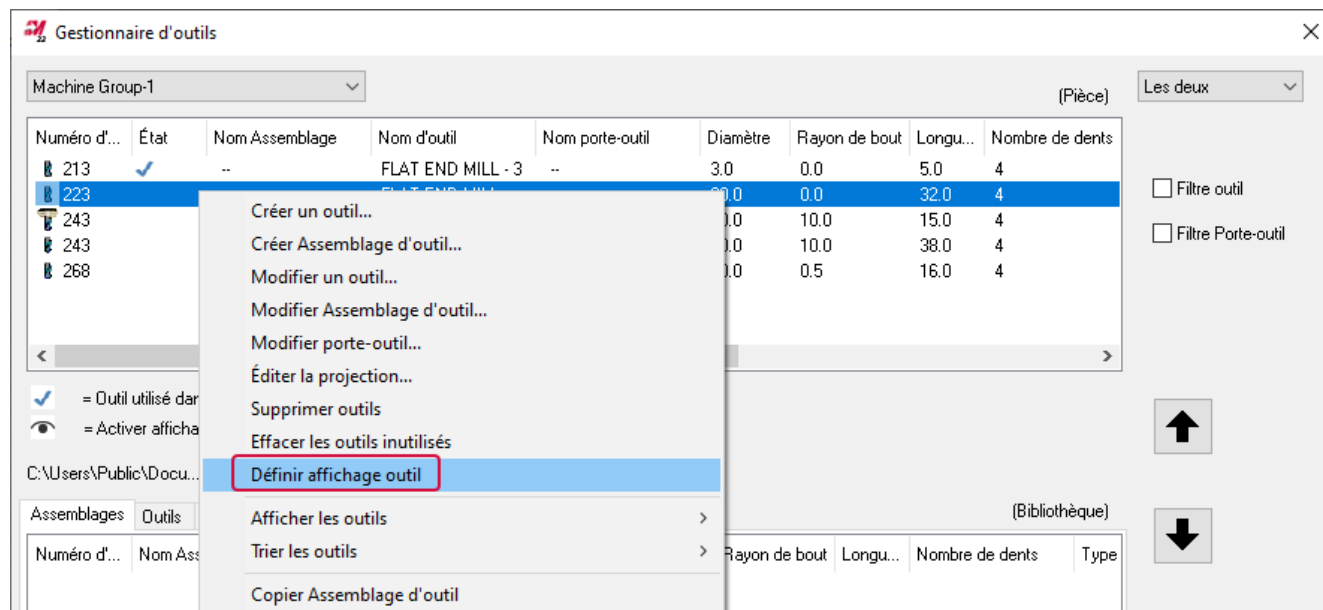 Gestionnaire d'outils
Machine Group-1
(Pièce)
Les deux
Numéro d'... État Nom Assemblage Nom d'outil Nom porte-outil Diamètre Rayon de bout Longu... Nombre de dents
213 -- FLAT END MILL - 3 -- 3.0 0.0 5.0 4
223 0.0 32.0 4
243 10.0 15.0 4
243 10.0 38.0 4
268 0.5 16.0 4
Filtre outil
Filtre Porte-outil
Créer un outil...
Créer Assemblage d'outil...
Modifier un outil...
Modifier Assemblage d'outil...
Modifier porte-outil...
Éditer la projection...
Supprimer outils
Effacer les outils inutilisés
Définir affichage outil
Afficher les outils
Trier les outils
Copier Assemblage d'outil
= Outil utilisé dar
= Activer afficha
C:\Users\Public\Docu...
Assemblages Outils
(Bibliothèque)
Numéro d'... Nom Ass Rayon de bout Longu... Nombre de dents Type